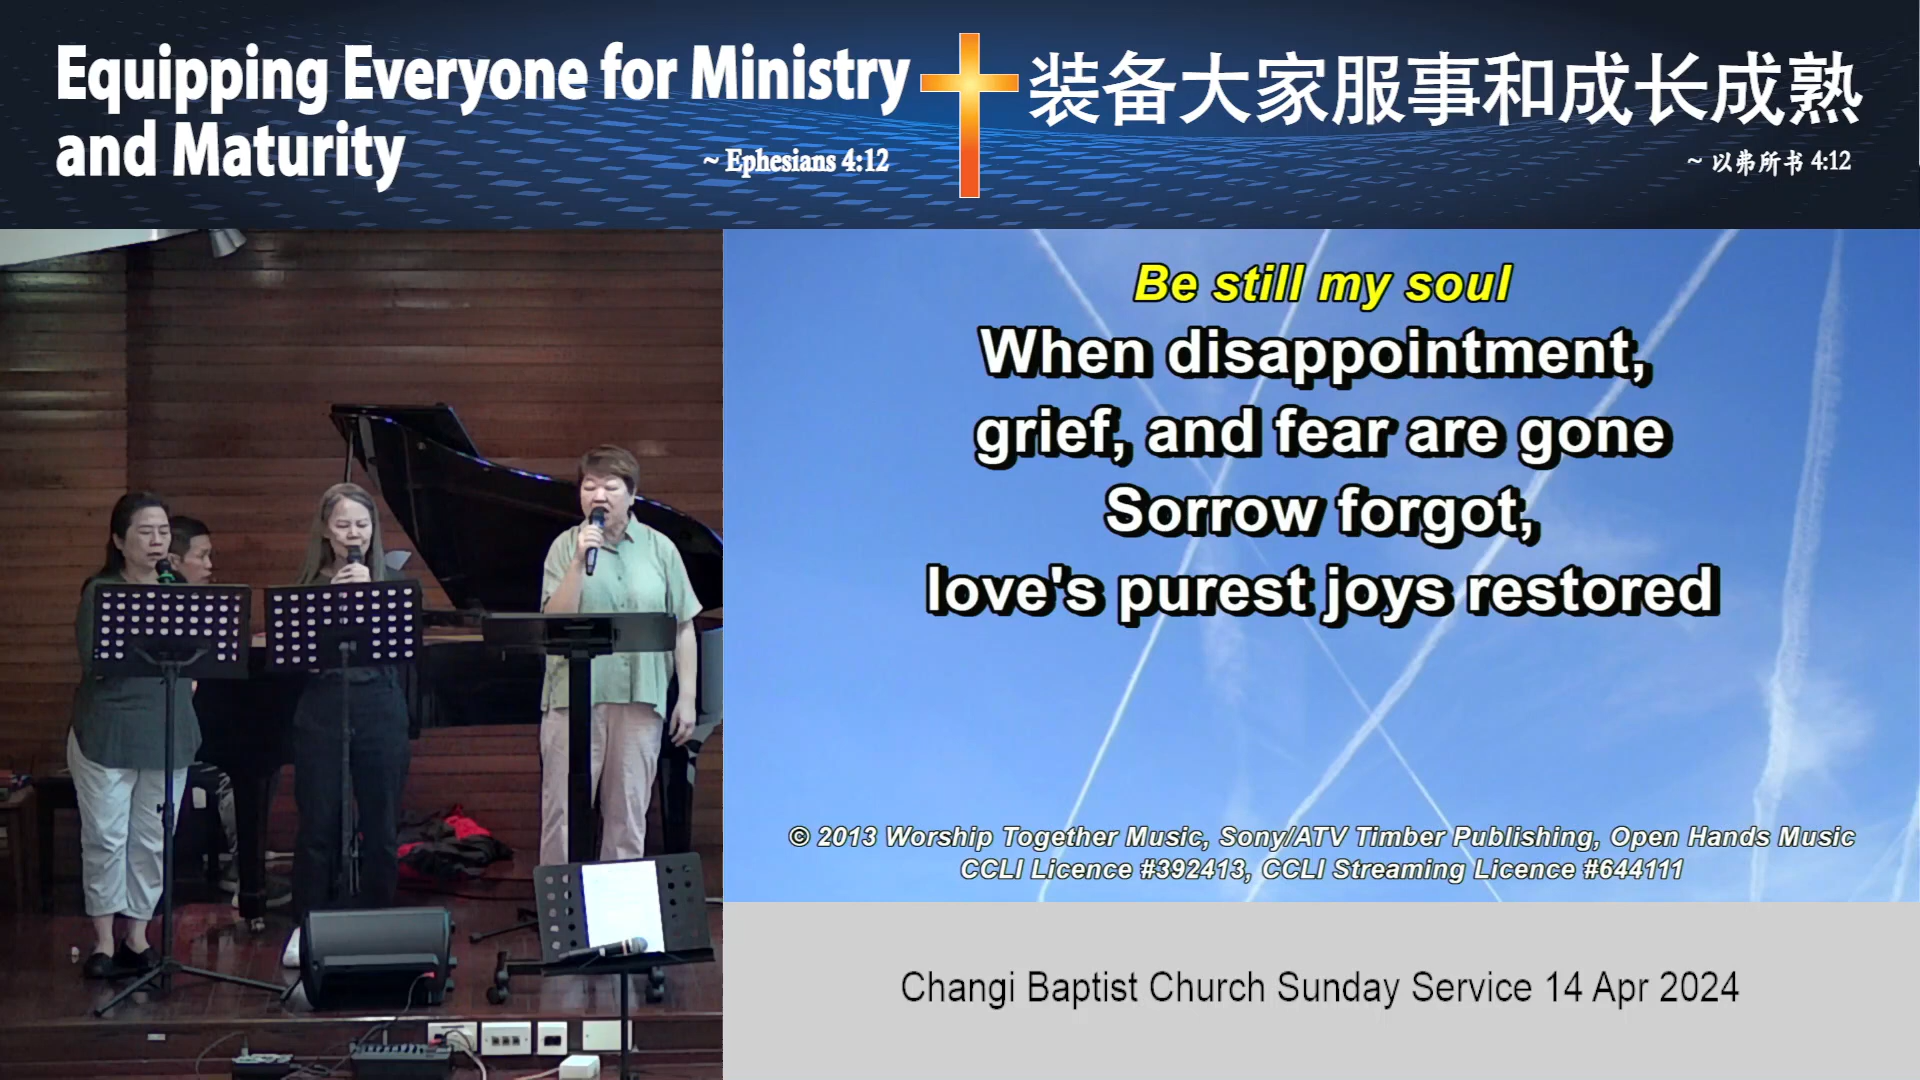 Equipping Everyone for Ministry
and Maturity
~ Ephesians 4:12
装备大家服事和成长成熟
~ 以弗所书 4:12
Be still my soul
When disappointment,
grief, and fear are gone
Sorrow forgot,
love's purest joys restored
© 2013 Worship Together Music, Sony/ATV Timber Publishing, Open Hands Music
CCLI Licence #392413, CCLI Streaming Licence #644111
Changi Baptist Church Sunday Service 14 Apr 2024